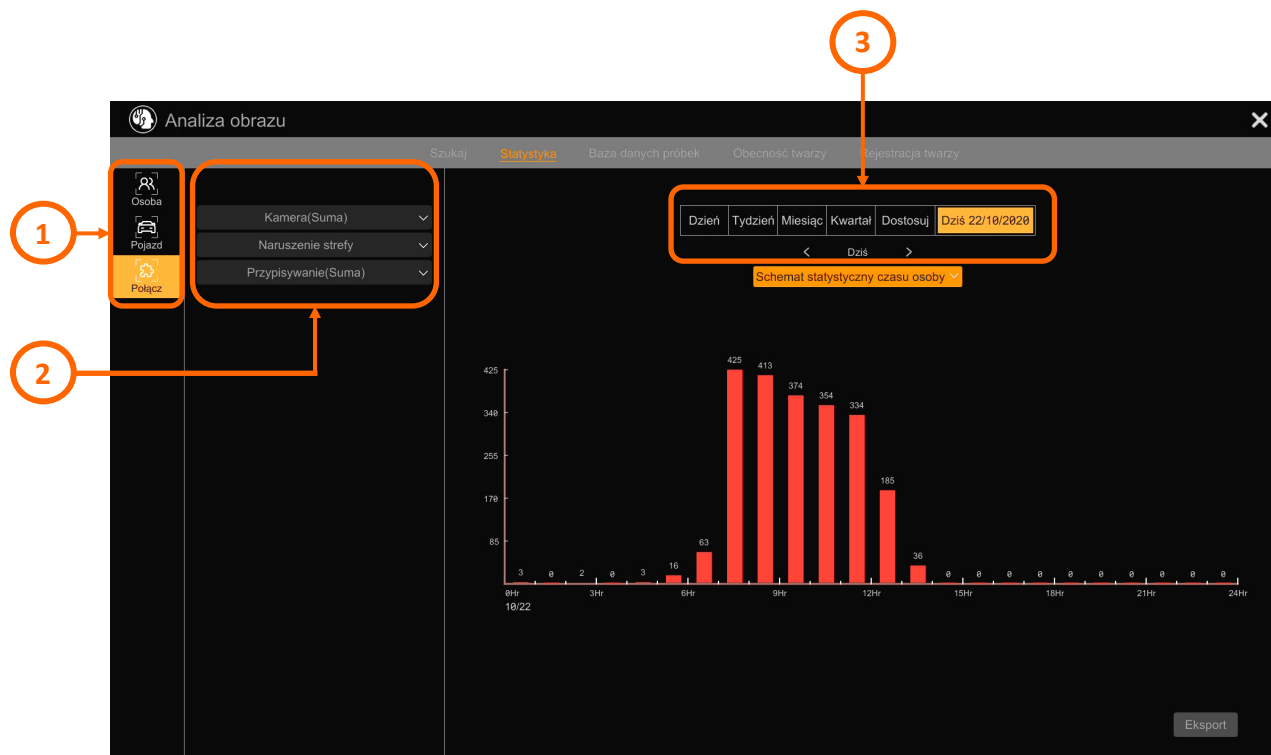 3
Analiza obrazu
Szukaj Statystyka Baza danych próbek Obecność twarzy Rejestracja twarzy
Osoba
Pojazd
Połącz
1
Kamera(Suma)
Naruszenie strefy
Przypisywanie(Suma)
2
Dzień Tydzień Miesiąc Kwartał Dostosuj Dziś 22/10/2020
< Dziś >
Schemat statystyczny czasu osoby
425
340
255
170
85
3 0 2 0 3 16 63 425 413 374 354 334 185 36 0 0 0 0 0 0 0 0 0 0
0Hr 3Hr 6Hr 9Hr 12Hr 15Hr 18Hr 21Hr 24Hr
10/22
Eksport